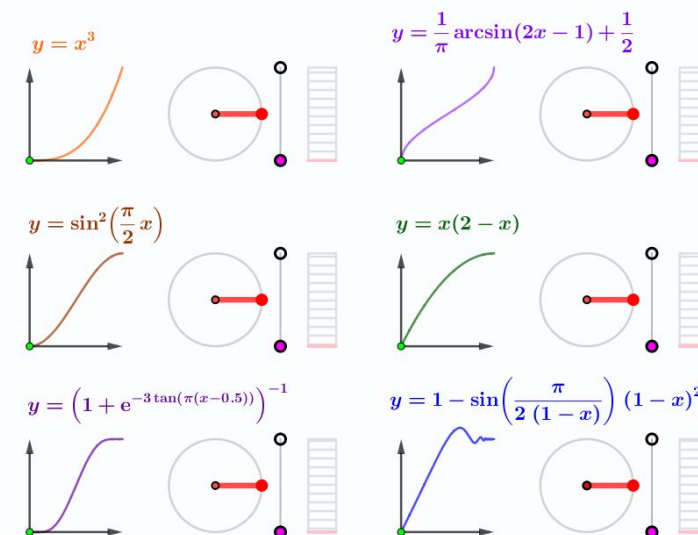 y = x³
y = 1/π arcsin(2x − 1) + 1/2
y = sin²(π/2 x)
y = x(2 − x)
y = (1 + e^(−3 tan(π(x−0.5))))^(−1)
y = 1 − sin(π/(2 (1 − x))) (1 − x)²